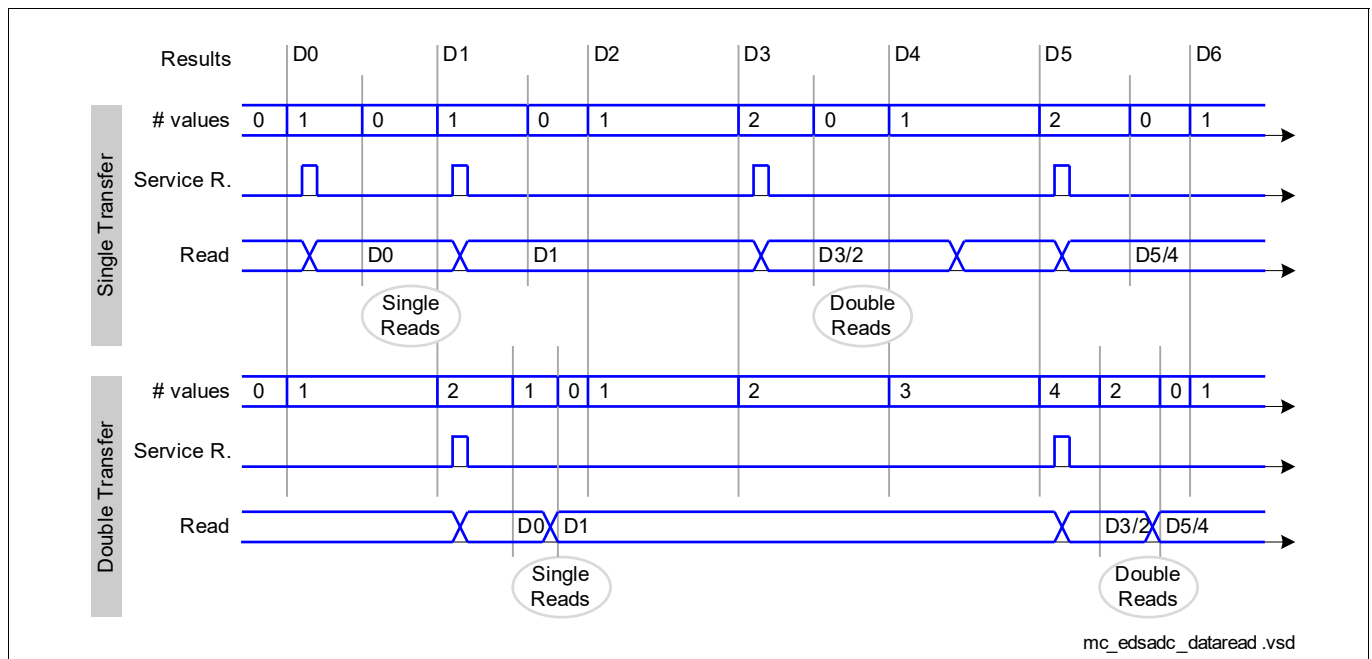 Results D0 D1 D2 D3 D4 D5 D6
Single Transfer
# values 0 1 0 1 0 1 2 0 1 2 0 1
Service R.
Read D0 D1 D3/2 D5/4
Single
Reads
Double
Reads
Double Transfer
# values 0 1 2 1 0 1 2 3 4 2 0 1
Service R.
Read D0 D1 D3/2 D5/4
Single
Reads
Double
Reads
mc_edsadc_dataread .vsd